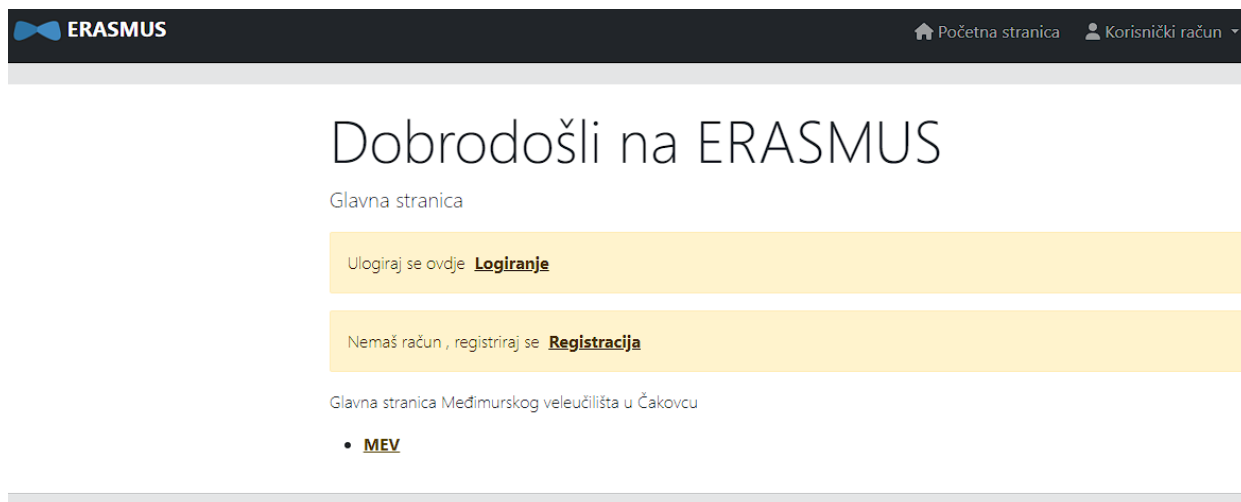 ERASMUS
Početna stranica Korisnički račun
Dobrodošli na ERASMUS
Glavna stranica
Ulogiraj se ovdje Logiranje
Nemaš račun , registriraj se Registracija
Glavna stranica Međimurskog veleučilišta u Čakovcu
MEV